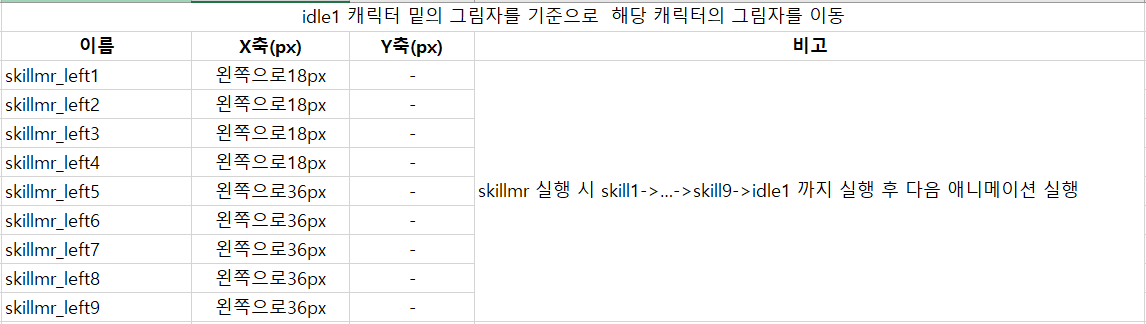 idle1 캐릭터 밑의 그림자를 기준으로  해당 캐릭터의 그림자를 이동
이름 X축(px) Y축(px) 비고
skillmr_left1 왼쪽으로18px -
skillmr_left2 왼쪽으로18px -
skillmr_left3 왼쪽으로18px -
skillmr_left4 왼쪽으로18px -
skillmr_left5 왼쪽으로36px - skillmr 실행 시 skill1->...->skill9->idle1 까지 실행 후 다음 애니메이션 실행
skillmr_left6 왼쪽으로36px -
skillmr_left7 왼쪽으로36px -
skillmr_left8 왼쪽으로36px -
skillmr_left9 왼쪽으로36px -